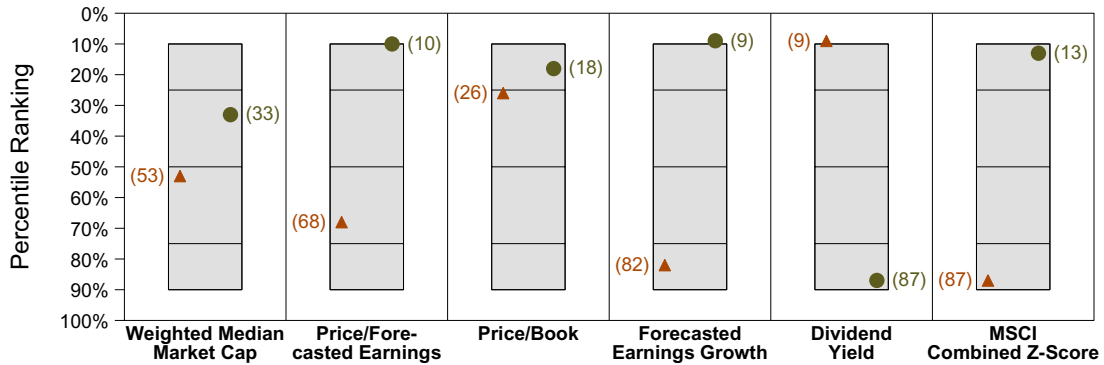 0%
10%
20%
30%
40%
50%
60%
70%
80%
90%
100%
Percentile Ranking
(53)
(33)
(68)
(10)
(26)
(18)
(82)
(9)
(9)
(87)
(87)
(13)
Weighted Median
Market Cap
Price/Fore-
casted Earnings
Price/Book
Forecasted
Earnings Growth
Dividend
Yield
MSCI
Combined Z-Score